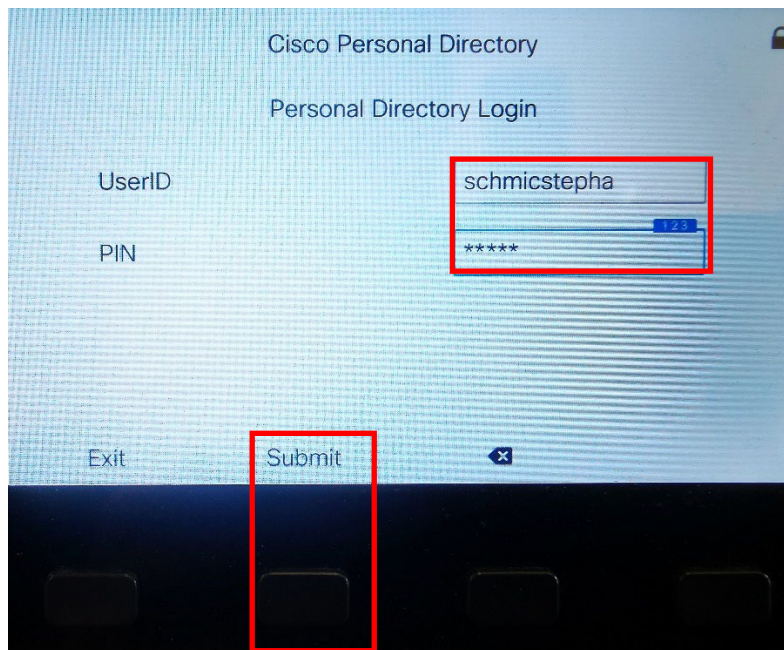 Cisco Personal Directory
Personal Directory Login
UserID schmicstepha
123
PIN *****
Exit Submit